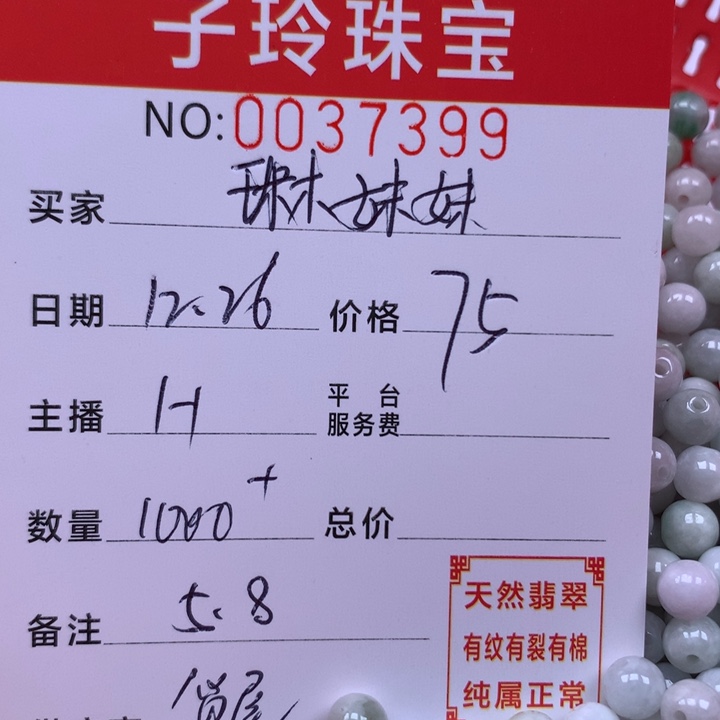 子玲珠宝
NO:0037399
买家 琳妹妹
日期 12.26 价格 75
主播 H 平台服务费
数量 1000+ 总价
备注 5.8
天然翡翠
有纹有裂有棉
纯属正常